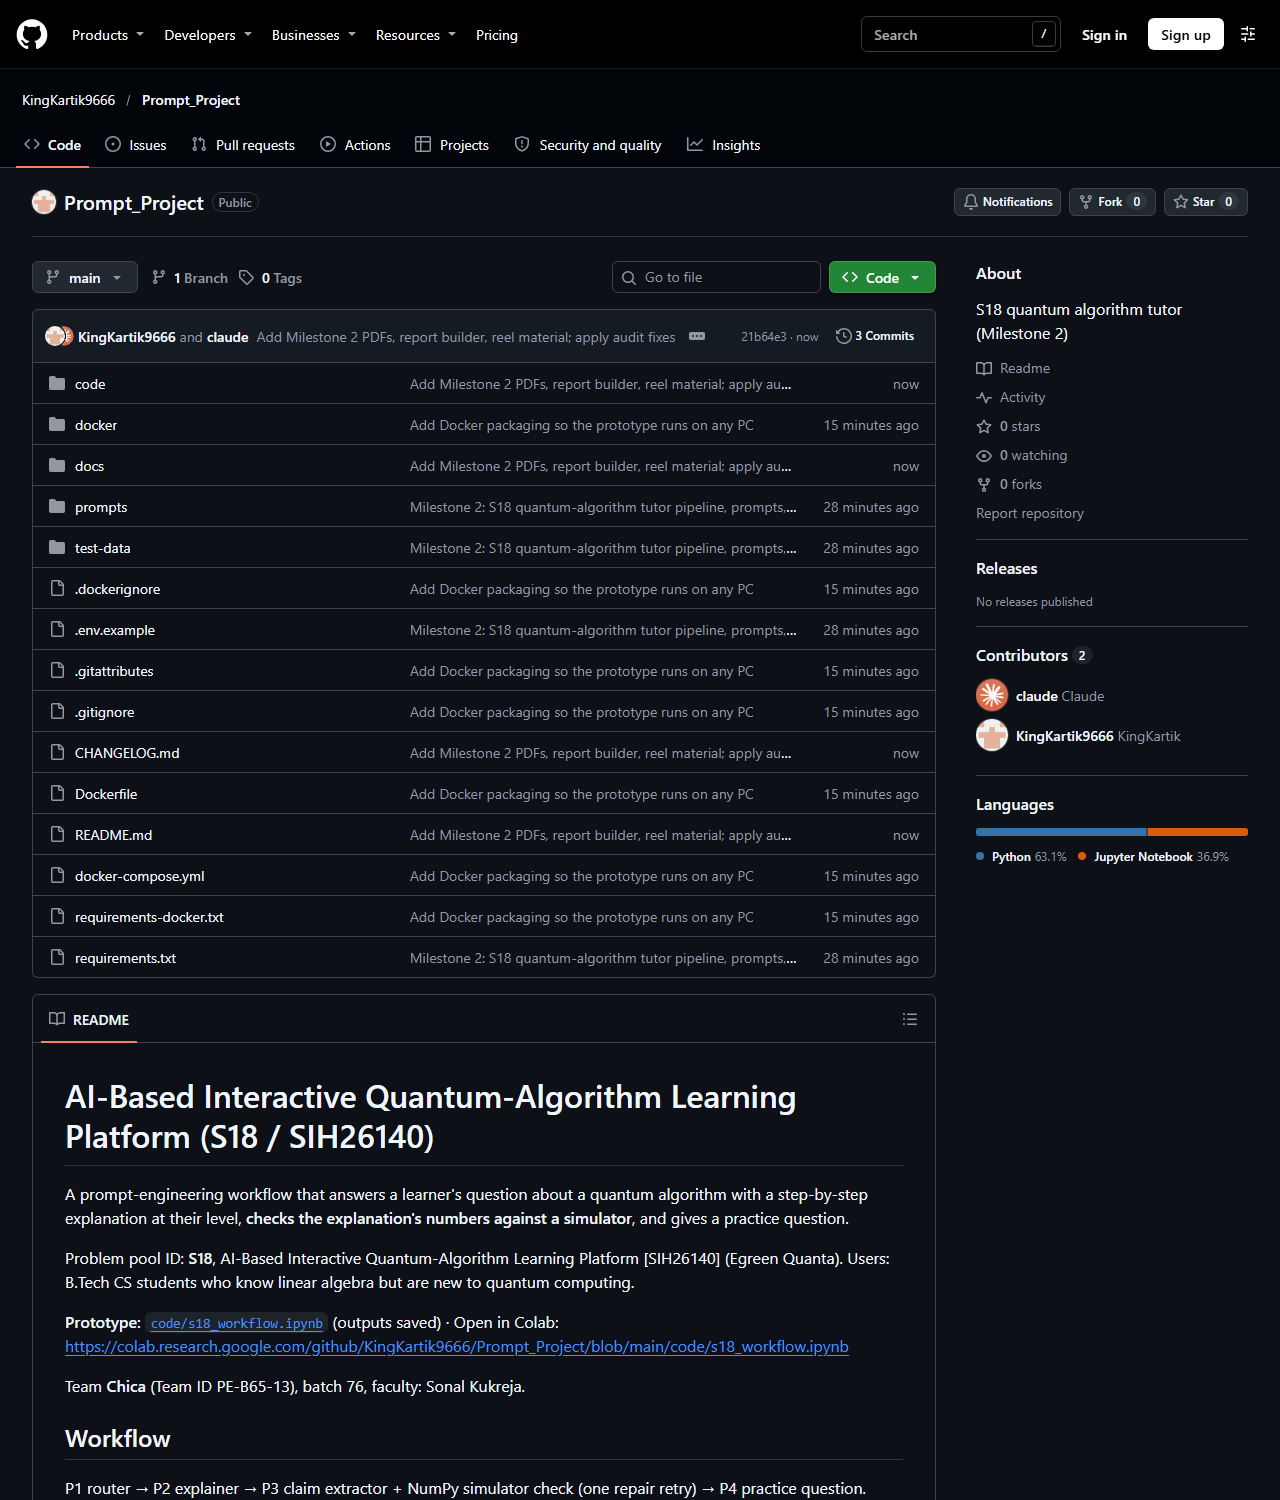 Products Developers Businesses Resources Pricing Search / Sign in Sign up
KingKartik9666 / Prompt_Project
Code Issues Pull requests Actions Projects Security and quality Insights
Prompt_Project Public Notifications Fork 0 Star 0
main 1 Branch 0 Tags Go to file Code
KingKartik9666 and claude Add Milestone 2 PDFs, report builder, reel material; apply audit fixes 21b64e3 · now 3 Commits
code Add Milestone 2 PDFs, report builder, reel material; apply au... now
docker Add Docker packaging so the prototype runs on any PC 15 minutes ago
docs Add Milestone 2 PDFs, report builder, reel material; apply au... now
prompts Milestone 2: S18 quantum-algorithm tutor pipeline, prompts,... 28 minutes ago
test-data Milestone 2: S18 quantum-algorithm tutor pipeline, prompts,... 28 minutes ago
.dockerignore Add Docker packaging so the prototype runs on any PC 15 minutes ago
.env.example Milestone 2: S18 quantum-algorithm tutor pipeline, prompts,... 28 minutes ago
.gitattributes Add Docker packaging so the prototype runs on any PC 15 minutes ago
.gitignore Add Docker packaging so the prototype runs on any PC 15 minutes ago
CHANGELOG.md Add Milestone 2 PDFs, report builder, reel material; apply au... now
Dockerfile Add Docker packaging so the prototype runs on any PC 15 minutes ago
README.md Add Milestone 2 PDFs, report builder, reel material; apply au... now
docker-compose.yml Add Docker packaging so the prototype runs on any PC 15 minutes ago
requirements-docker.txt Add Docker packaging so the prototype runs on any PC 15 minutes ago
requirements.txt Milestone 2: S18 quantum-algorithm tutor pipeline, prompts,... 28 minutes ago
README
AI-Based Interactive Quantum-Algorithm Learning
Platform (S18 / SIH26140)
A prompt-engineering workflow that answers a learner's question about a quantum algorithm with a step-by-step
explanation at their level, checks the explanation's numbers against a simulator, and gives a practice question.
Problem pool ID: S18, AI-Based Interactive Quantum-Algorithm Learning Platform [SIH26140] (Egreen Quanta). Users:
B.Tech CS students who know linear algebra but are new to quantum computing.
Prototype: code/s18_workflow.ipynb (outputs saved) · Open in Colab:
https://colab.research.google.com/github/KingKartik9666/Prompt_Project/blob/main/code/s18_workflow.ipynb
Team Chica (Team ID PE-B65-13), batch 76, faculty: Sonal Kukreja.
Workflow
P1 router → P2 explainer → P3 claim extractor + NumPy simulator check (one repair retry) → P4 practice question.
About
S18 quantum algorithm tutor
(Milestone 2)
Readme
Activity
0 stars
0 watching
0 forks
Report repository
Releases
No releases published
Contributors 2
claude Claude
KingKartik9666 KingKartik
Languages
Python 63.1% Jupyter Notebook 36.9%